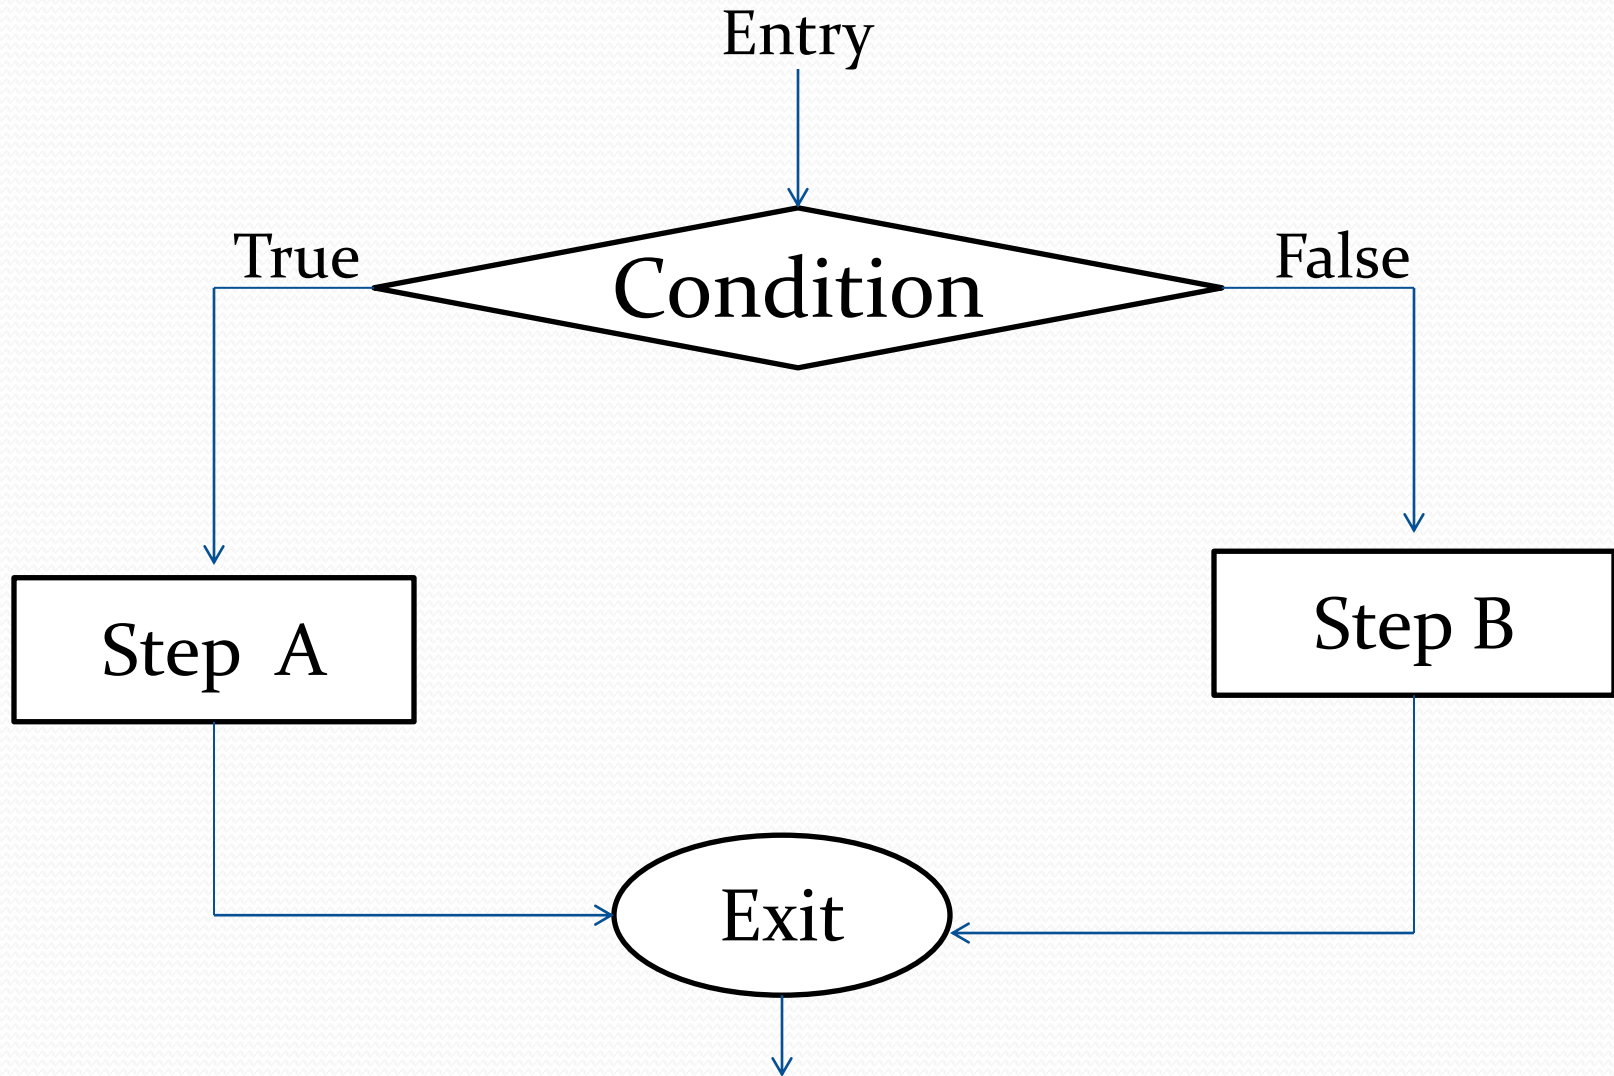 Entry
True
Condition
False
Step A
Step B
Exit